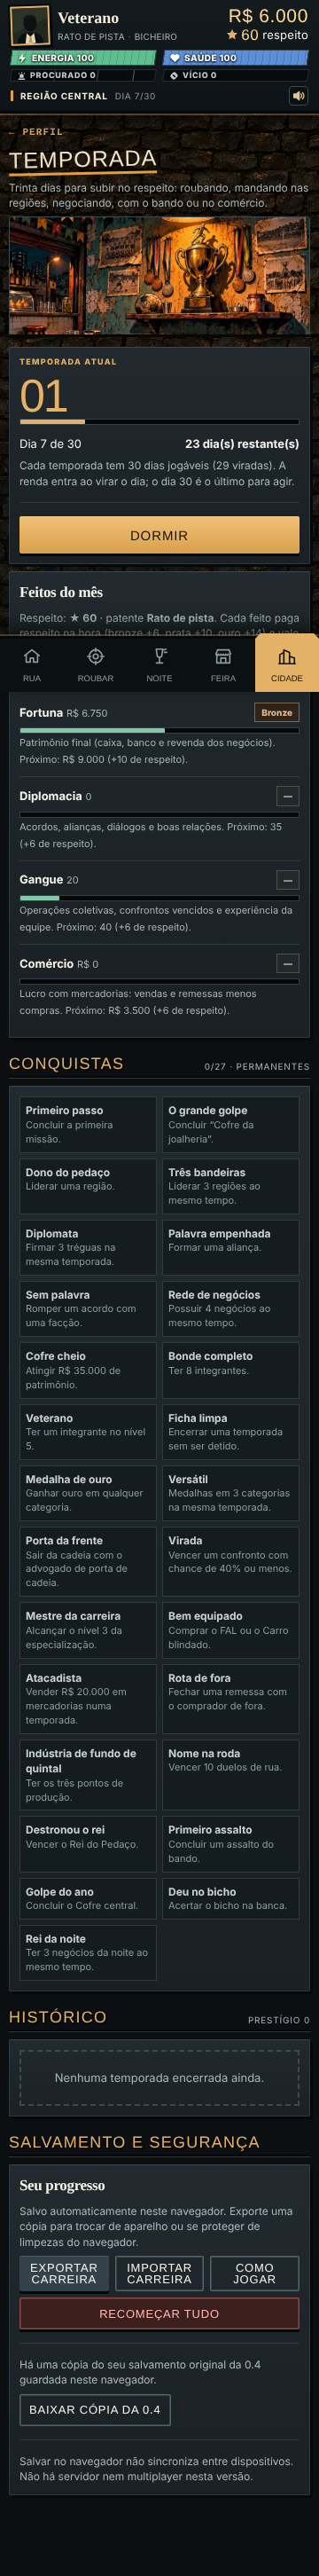 Veterano
RATO DE PISTA · BICHEIRO
R$ 6.000
★ 60 respeito
ENERGIA 100
SAÚDE 100
PROCURADO 0
VÍCIO 0
REGIÃO CENTRAL DIA 7/30
← PERFIL
TEMPORADA
Trinta dias para subir no respeito: roubando, mandando nas
regiões, negociando, com o bando ou no comércio.
TEMPORADA ATUAL
01
Dia 7 de 30
23 dia(s) restante(s)
Cada temporada tem 30 dias jogáveis (29 viradas). A
renda entra ao virar o dia; o dia 30 é o último para agir.
DORMIR
Feitos do mês
Respeito: ★ 60 · patente Rato de pista. Cada feito paga
respeito na hora (bronze +6, prata +10, ouro +14) e vale
RUA
ROUBAR
NOITE
FEIRA
CIDADE
Fortuna R$ 6.750
Bronze
Patrimônio final (caixa, banco e revenda dos negócios).
Próximo: R$ 9.000 (+10 de respeito).
Diplomacia 0
—
Acordos, alianças, diálogos e boas relações. Próximo: 35
(+6 de respeito).
Gangue 20
—
Operações coletivas, confrontos vencidos e experiência da
equipe. Próximo: 40 (+6 de respeito).
Comércio R$ 0
—
Lucro com mercadorias: vendas e remessas menos
compras. Próximo: R$ 3.500 (+6 de respeito).
CONQUISTAS
0/27 · PERMANENTES
Primeiro passo
Concluir a primeira
missão.
O grande golpe
Concluir “Cofre da
joalheria”.
Dono do pedaço
Liderar uma região.
Três bandeiras
Liderar 3 regiões ao
mesmo tempo.
Diplomata
Firmar 3 tréguas na
mesma temporada.
Palavra empenhada
Formar uma aliança.
Sem palavra
Romper um acordo com
uma facção.
Rede de negócios
Possuir 4 negócios ao
mesmo tempo.
Cofre cheio
Atingir R$ 35.000 de
patrimônio.
Bonde completo
Ter 8 integrantes.
Veterano
Ter um integrante no nível
5.
Ficha limpa
Encerrar uma temporada
sem ser detido.
Medalha de ouro
Ganhar ouro em qualquer
categoria.
Versátil
Medalhas em 3 categorias
na mesma temporada.
Porta da frente
Sair da cadeia com o
advogado de porta de
cadeia.
Virada
Vencer um confronto com
chance de 40% ou menos.
Mestre da carreira
Alcançar o nível 3 da
especialização.
Bem equipado
Comprar o FAL ou o Carro
blindado.
Atacadista
Vender R$ 20.000 em
mercadorias numa
temporada.
Rota de fora
Fechar uma remessa com
o comprador de fora.
Indústria de fundo de
quintal
Ter os três pontos de
produção.
Nome na roda
Vencer 10 duelos de rua.
Destronou o rei
Vencer o Rei do Pedaço.
Primeiro assalto
Concluir um assalto do
bando.
Golpe do ano
Concluir o Cofre central.
Deu no bicho
Acertar o bicho na banca.
Rei da noite
Ter 3 negócios da noite ao
mesmo tempo.
HISTÓRICO
PRESTÍGIO 0
Nenhuma temporada encerrada ainda.
SALVAMENTO E SEGURANÇA
Seu progresso
Salvo automaticamente neste navegador. Exporte uma
cópia para trocar de aparelho ou se proteger de
limpezas do navegador.
EXPORTAR
CARREIRA
IMPORTAR
CARREIRA
COMO
JOGAR
RECOMEÇAR TUDO
Há uma cópia do seu salvamento original da 0.4
guardada neste navegador.
BAIXAR CÓPIA DA 0.4
Salvar no navegador não sincroniza entre dispositivos.
Não há servidor nem multiplayer nesta versão.